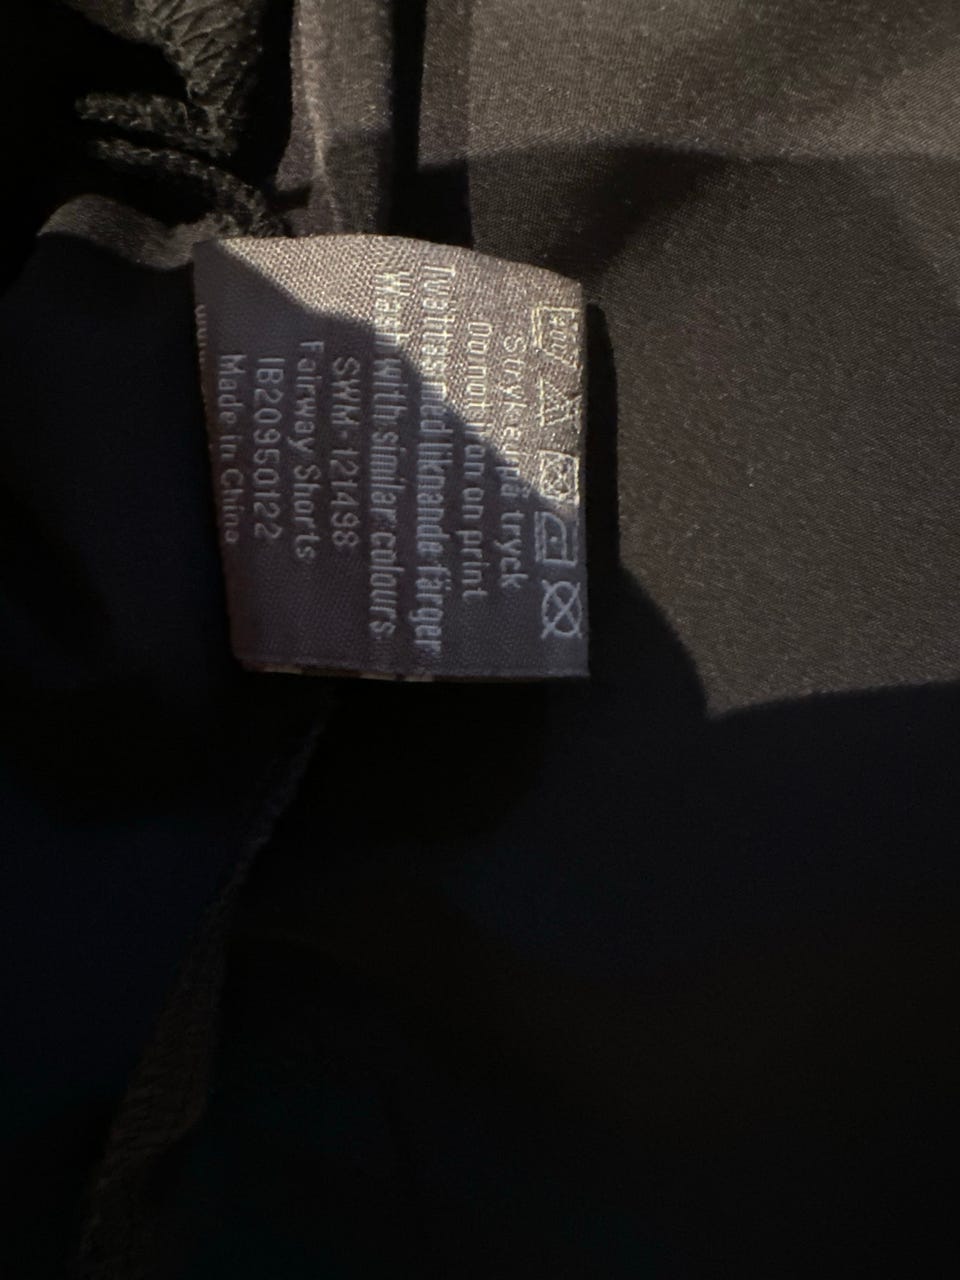 Stryk ej på tryck
Do not iron on print
Tvättas med liknande färger
Wash with similar colours.
SWM-121498
Fairway Shorts
IB20950122
Made in China